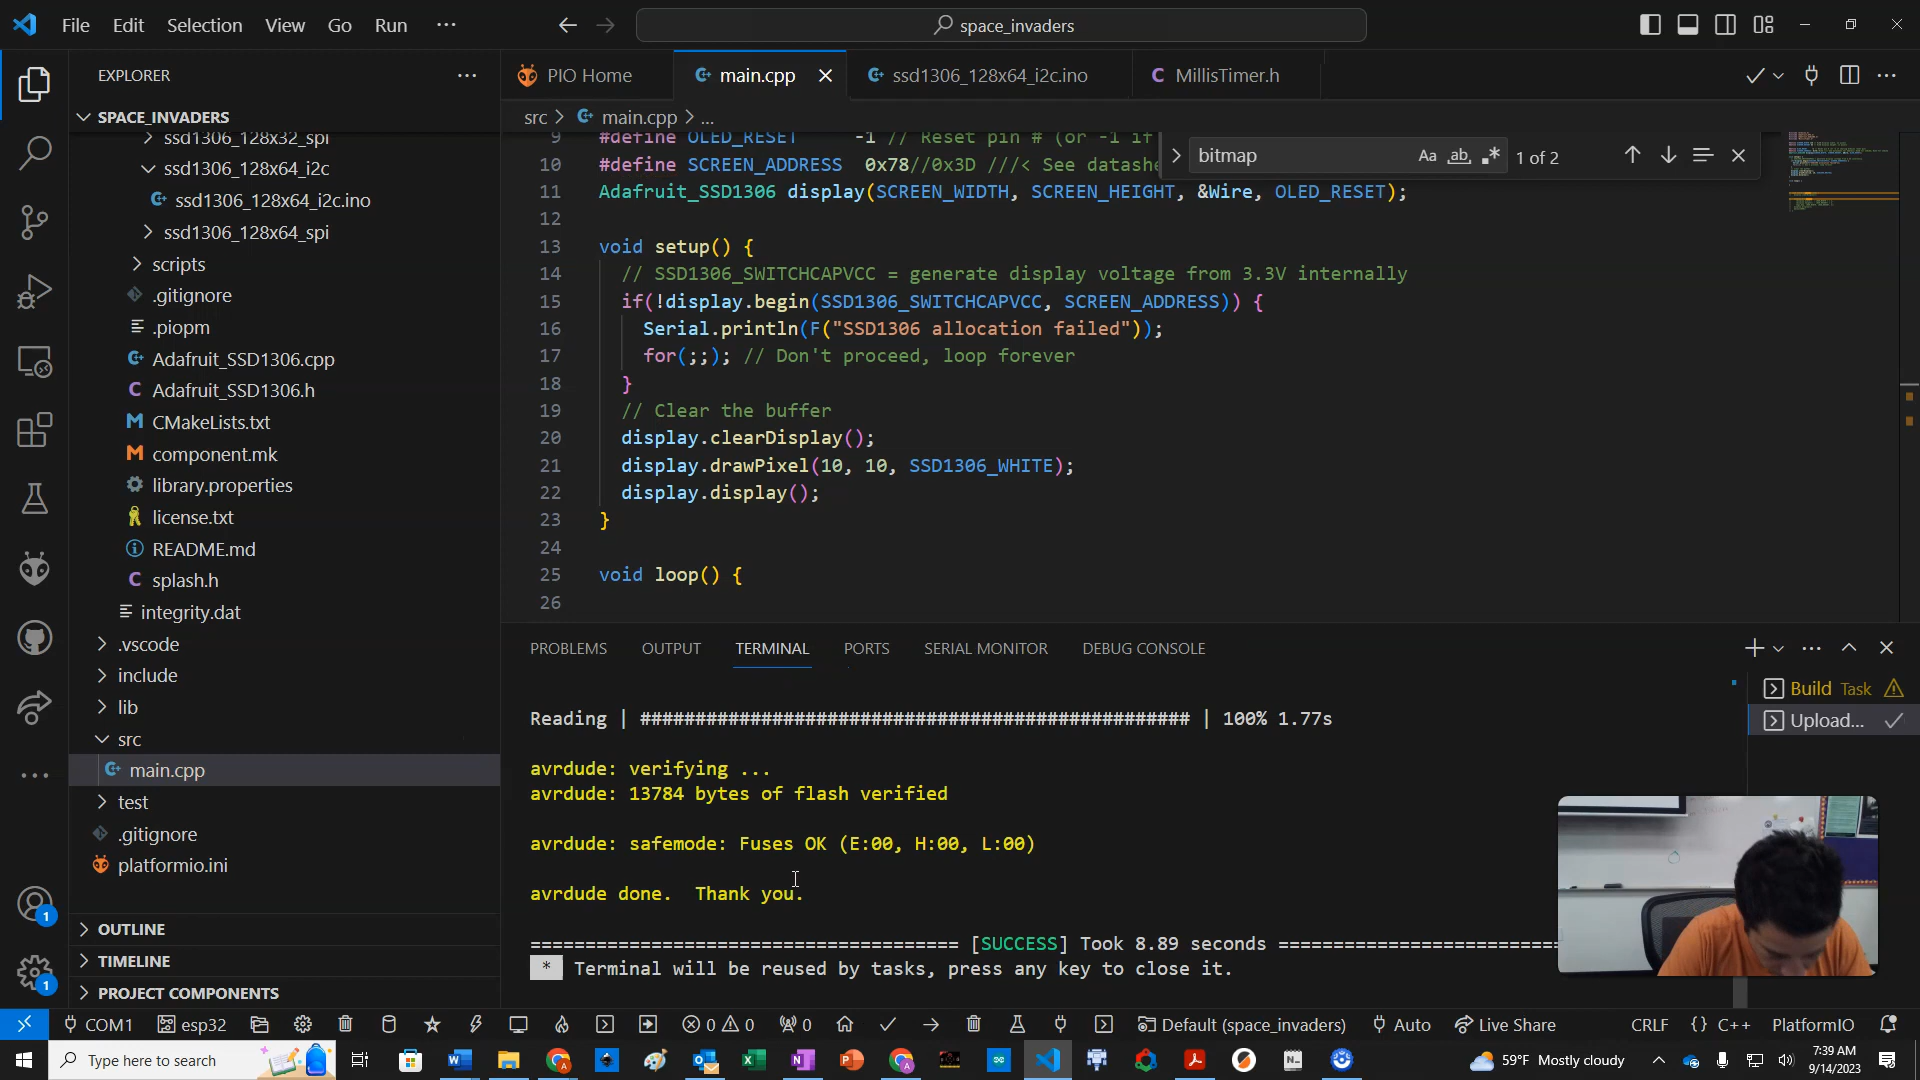 File Edit Selection View Go Run ···
space_invaders
EXPLORER
SPACE_INVADERS
ssd1306_128x32_spi
ssd1306_128x64_i2c
ssd1306_128x64_i2c.ino
ssd1306_128x64_spi
scripts
.gitignore
.piopm
Adafruit_SSD1306.cpp
Adafruit_SSD1306.h
CMakeLists.txt
component.mk
library.properties
license.txt
README.md
splash.h
integrity.dat
.vscode
include
lib
src
main.cpp
test
.gitignore
platformio.ini
OUTLINE
TIMELINE
PROJECT COMPONENTS
PIO Home main.cpp ssd1306_128x64_i2c.ino MillisTimer.h
src > main.cpp > ...
bitmap Aa ab 1 of 2
9 #define OLED_RESET -1 // Reset pin # (or -1 if
10 #define SCREEN_ADDRESS 0x78//0x3D ///< See datashe
11 Adafruit_SSD1306 display(SCREEN_WIDTH, SCREEN_HEIGHT, &Wire, OLED_RESET);
12
13 void setup() {
14 // SSD1306_SWITCHCAPVCC = generate display voltage from 3.3V internally
15 if(!display.begin(SSD1306_SWITCHCAPVCC, SCREEN_ADDRESS)) {
16 Serial.println(F("SSD1306 allocation failed"));
17 for(;;); // Don't proceed, loop forever
18 }
19 // Clear the buffer
20 display.clearDisplay();
21 display.drawPixel(10, 10, SSD1306_WHITE);
22 display.display();
23 }
24
25 void loop() {
26
PROBLEMS OUTPUT TERMINAL PORTS SERIAL MONITOR DEBUG CONSOLE
Build Task
Upload...
Reading | ################################################## | 100% 1.77s
avrdude: verifying ...
avrdude: 13784 bytes of flash verified
avrdude: safemode: Fuses OK (E:00, H:00, L:00)
avrdude done.  Thank you.
======================================= [SUCCESS] Took 8.89 seconds ==========================
* Terminal will be reused by tasks, press any key to close it.
1
1
COM1 esp32 0 0 0 Default (space_invaders) Auto Live Share CRLF {} C++ PlatformIO
Type here to search
59°F Mostly cloudy
7:39 AM
9/14/2023